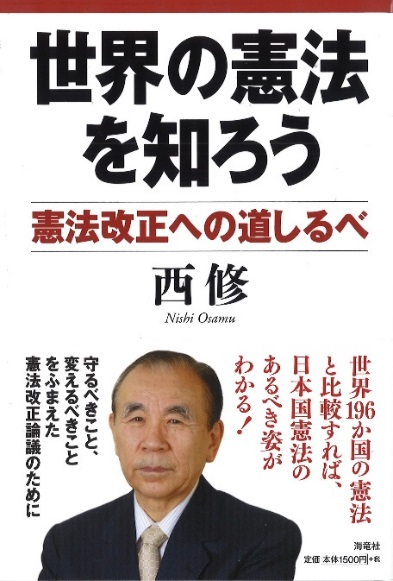 世界の憲法
を知ろう
憲法改正への道しるべ
西修
Nishi Osamu
世界196か国の憲法
と比較すれば、
日本国憲法の
あるべき姿が
わかる!
守るべきこと、
変えるべきこと
をふまえた
憲法改正論議のために
海竜社
定価 本体1500円+税